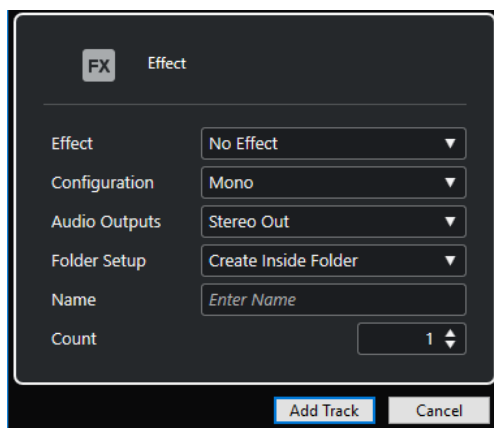 FX Effect
Effect No Effect
Configuration Mono
Audio Outputs Stereo Out
Folder Setup Create Inside Folder
Name Enter Name
Count 1
Add Track Cancel